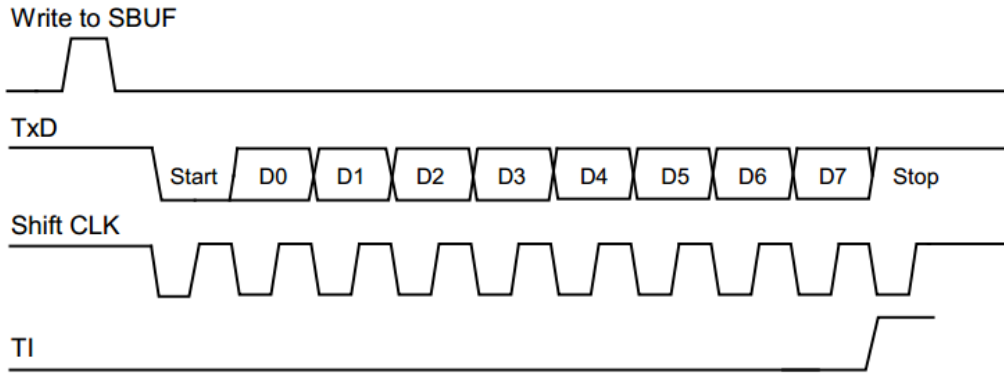 Write to SBUF
TxD
Start D0 D1 D2 D3 D4 D5 D6 D7 Stop
Shift CLK
TI